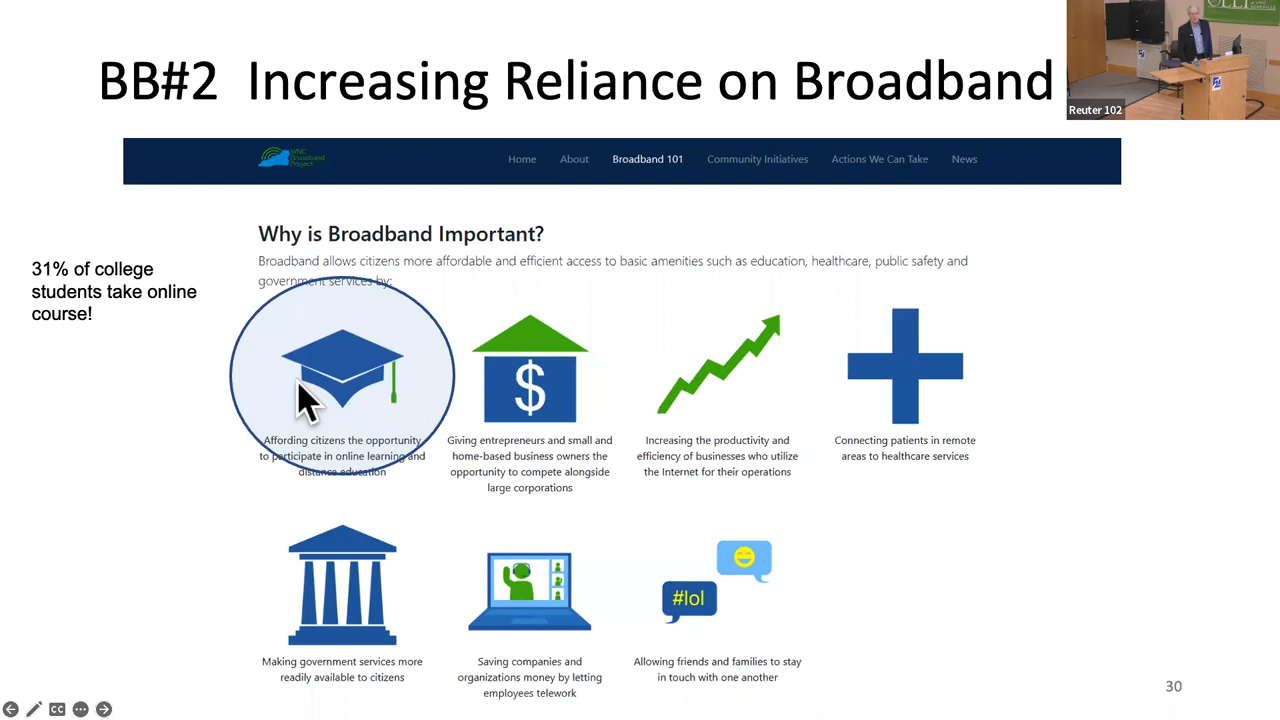 BB#2 Increasing Reliance on Broadband
OLLI
Reuter 102
WNC
Broadband
Project
Home About Broadband 101 Community Initiatives Actions We Can Take News
Why is Broadband Important?
Broadband allows citizens more affordable and efficient access to basic amenities such as education, healthcare, public safety and
government services by:
31% of college
students take online
course!
Affording citizens the opportunity
to participate in online learning and
distance education
$
Giving entrepreneurs and small and
home-based business owners the
opportunity to compete alongside
large corporations
Increasing the productivity and
efficiency of businesses who utilize
the Internet for their operations
Connecting patients in remote
areas to healthcare services
Making government services more
readily available to citizens
Saving companies and
organizations money by letting
employees telework
#lol
Allowing friends and families to stay
in touch with one another
30
CC